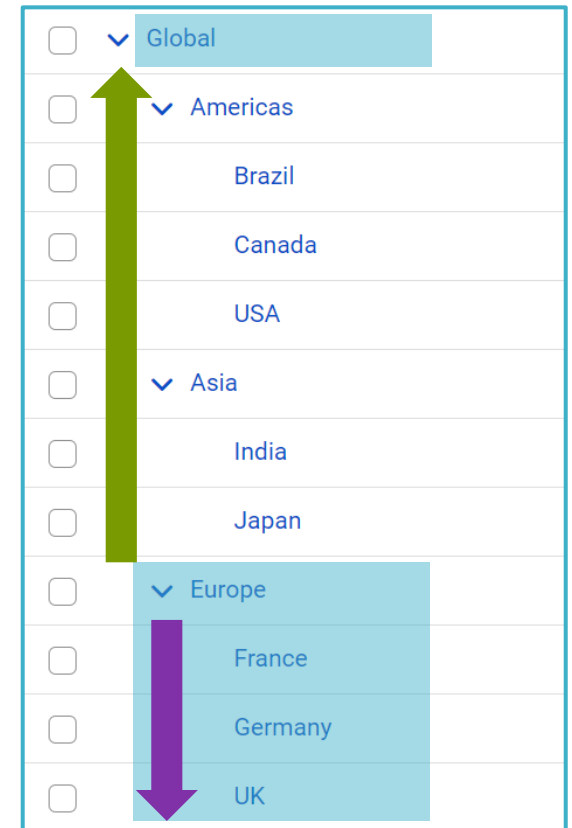 Global
Americas
Brazil
Canada
USA
Asia
India
Japan
Europe
France
Germany
UK